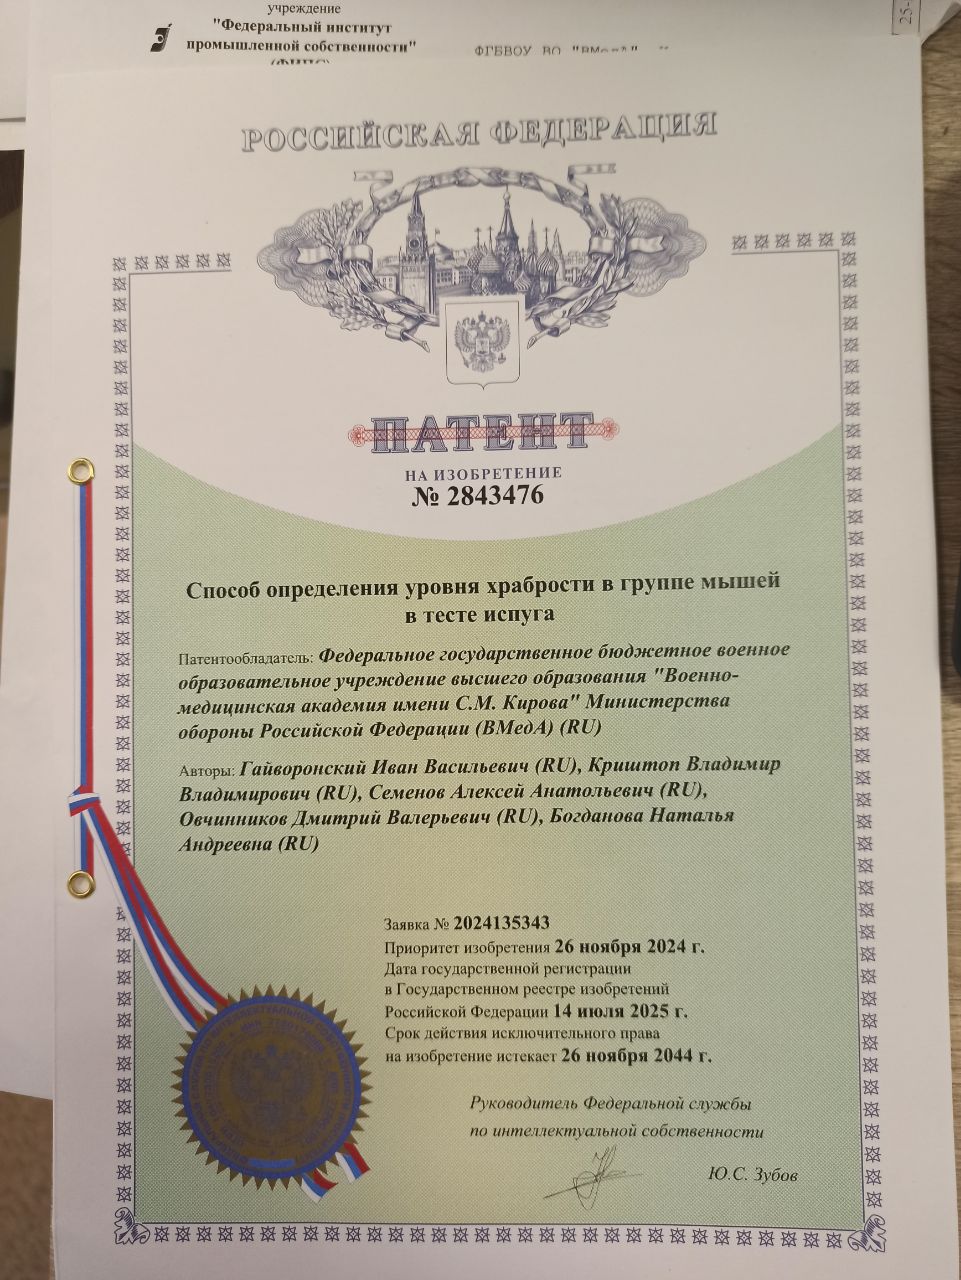 учреждение
"Федеральный институт
промышленной собственности"
(ФИПС)
ФГБВОУ ВО "ВМедА"
25-
РОССИЙСКАЯ ФЕДЕРАЦИЯ
ПАТЕНТ
НА ИЗОБРЕТЕНИЕ
№ 2843476
Способ определения уровня храбрости в группе мышей
в тесте испуга
Патентообладатель: Федеральное государственное бюджетное военное
образовательное учреждение высшего образования "Военно-
медицинская академия имени С.М. Кирова" Министерства
обороны Российской Федерации (ВМедА) (RU)
Авторы: Гайворонский Иван Васильевич (RU), Криштоп Владимир
Владимирович (RU), Семенов Алексей Анатольевич (RU),
Овчинников Дмитрий Валерьевич (RU), Богданова Наталья
Андреевна (RU)
Заявка № 2024135343
Приоритет изобретения 26 ноября 2024 г.
Дата государственной регистрации
в Государственном реестре изобретений
Российской Федерации 14 июля 2025 г.
Срок действия исключительного права
на изобретение истекает 26 ноября 2044 г.
Руководитель Федеральной службы
по интеллектуальной собственности
Ю.С. Зубов